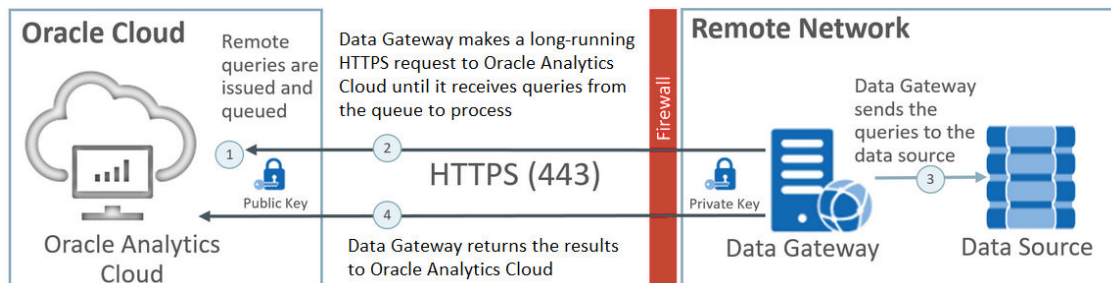 Oracle Cloud
Remote
queries are
issued and
queued
1
Public Key
Oracle Analytics
Cloud
Data Gateway makes a long-running
HTTPS request to Oracle Analytics
Cloud until it receives queries from
the queue to process
2
HTTPS (443)
4
Data Gateway returns the results
to Oracle Analytics Cloud
Firewall
Remote Network
Private Key
Data Gateway
Data Gateway
sends the
queries to the
data source
3
Data Source